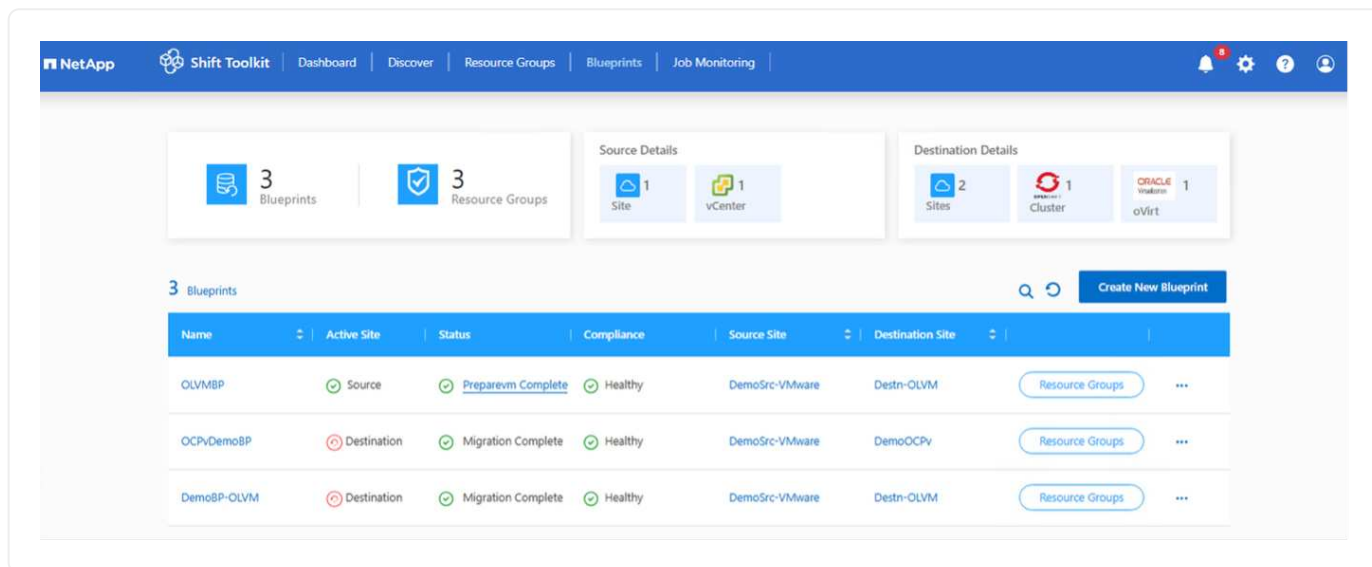 NetApp Shift Toolkit Dashboard Discover Resource Groups Blueprints Job Monitoring 8 ?
3 Blueprints
3 Resource Groups
Source Details
1 Site
1 vCenter
Destination Details
2 Sites
1 Cluster
ORACLE
1 oVirt
3 Blueprints
Create New Blueprint
Name Active Site Status Compliance Source Site Destination Site
OLVMBP Source Preparevm Complete Healthy DemoSrc-VMware Destn-OLVM Resource Groups ...
OCPvDemoBP Destination Migration Complete Healthy DemoSrc-VMware DemoOCPv Resource Groups ...
DemoBP-OLVM Destination Migration Complete Healthy DemoSrc-VMware Destn-OLVM Resource Groups ...